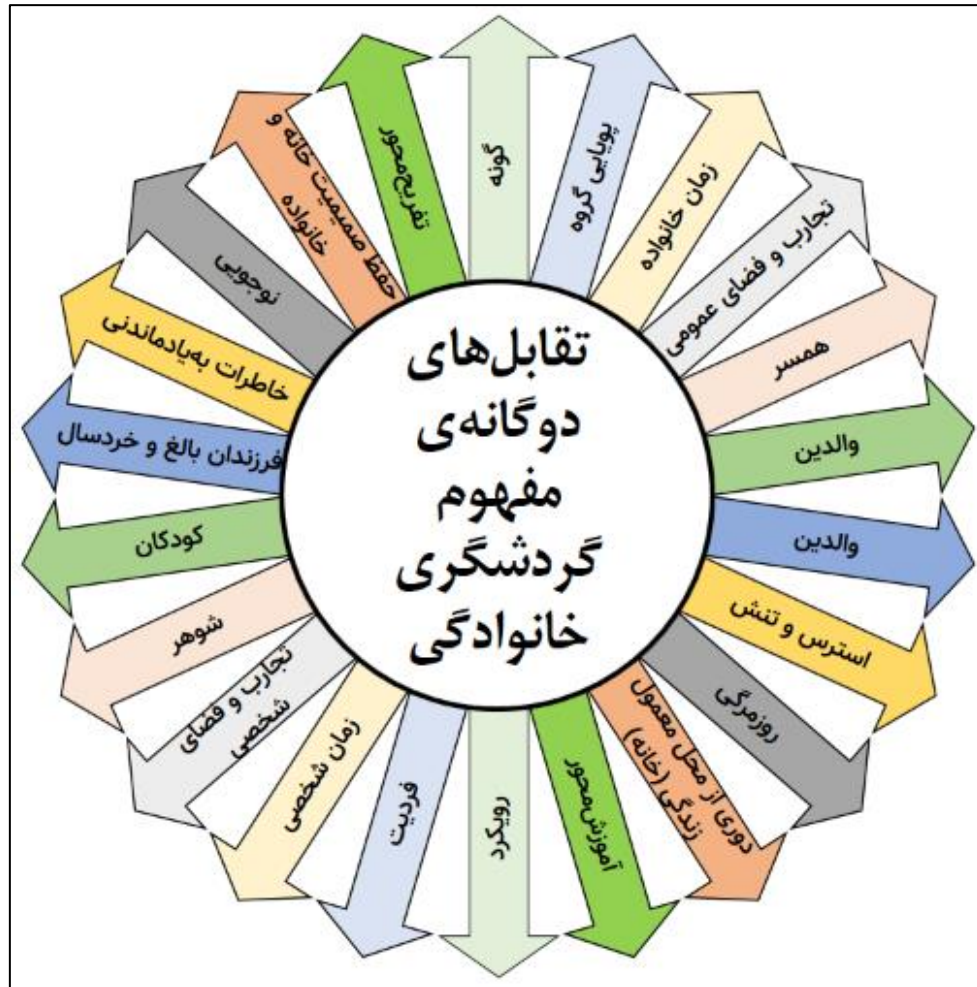 تقابل‌های
دوگانه‌ی
مفهوم
گردشگری
خانوادگی
گونه
پویایی گروه
زمان خانواده
تجارب و فضای عمومی
همسر
والدین
والدین
استرس و تنش
روزمرگی
دوری از محل معمول
زندگی (خانه)
آموزش‌محور
رویکرد
فردیت
زمان شخصی
تجارب و فضای
شخصی
شوهر
کودکان
فرزندان بالغ و خردسال
خاطرات به‌یادماندنی
نوجویی
حفظ صمیمیت خانه و
خانواده
تفریح‌محور